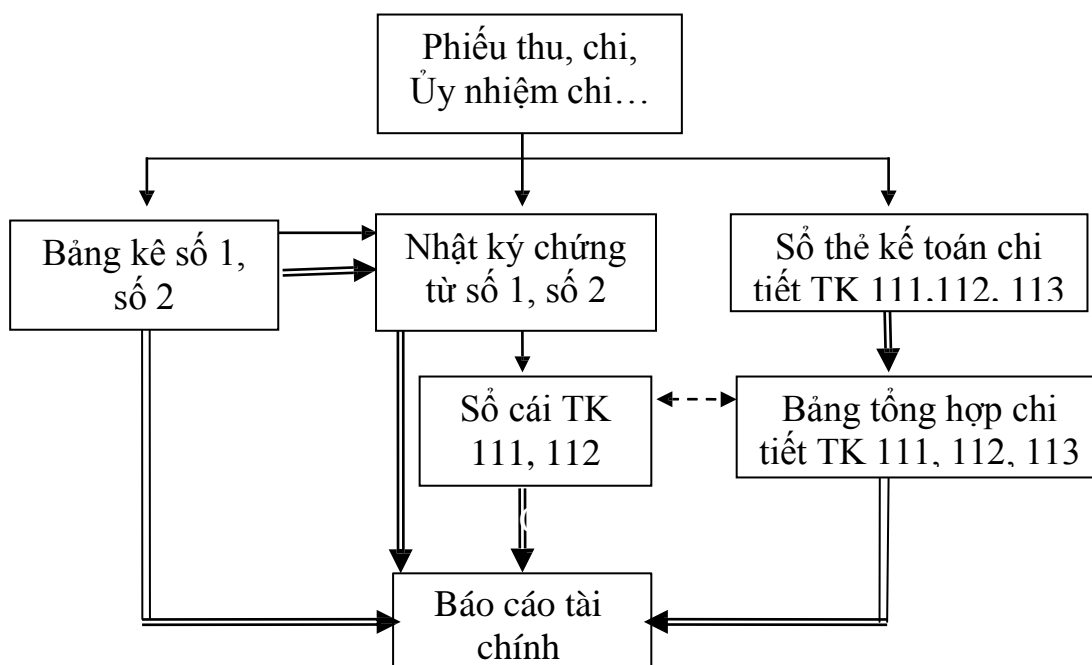 Phiếu thu, chi,
Ủy nhiệm chi…
Bảng kê số 1,
số 2
Nhật ký chứng
từ số 1, số 2
Sổ thẻ kế toán chi
tiết TK 111,112, 113
Sổ cái TK
111, 112
Bảng tổng hợp chi
tiết TK 111, 112, 113
Báo cáo tài
chính